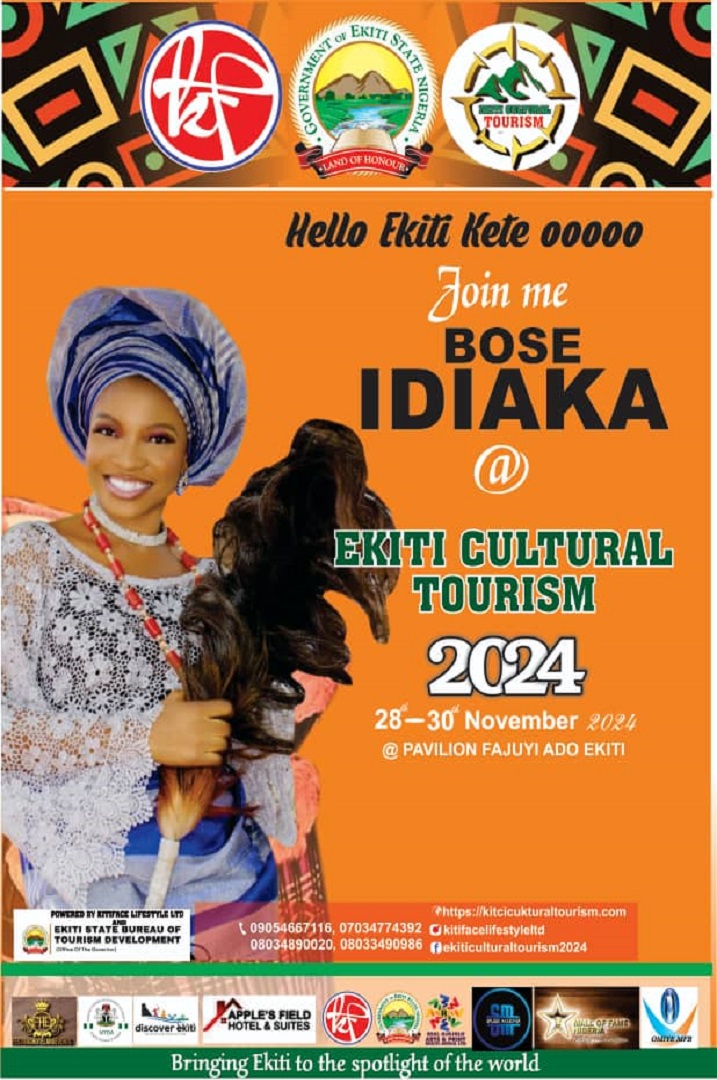 GOVERNMENT OF EKITI STATE NIGERIA
LAND OF HONOUR
EKITI CULTURAL
TOURISM
Hello Ekiti Kete ooooo
Join me
BOSE
IDIAKA
@
EKITI CULTURAL
TOURISM
2024
28th–30th November 2024
@ PAVILION FAJUYI ADO EKITI
POWERED BY KITIFACE LIFESTYLE LTD
AND
EKITI STATE BUREAU OF
TOURISM DEVELOPMENT
(Office Of The Governor)
https://kitcicukturaltourism.com
09054667116, 07034774392
kitifacelifestyleltd
08034890020, 08033490986
ekiticulturaltourism2024
discover ekiti
APPLE'S FIELD
HOTEL & SUITES
SM
HALL OF FAME
NIGERIA
OMIYE MFB
Bringing Ekiti to the spotlight of the world